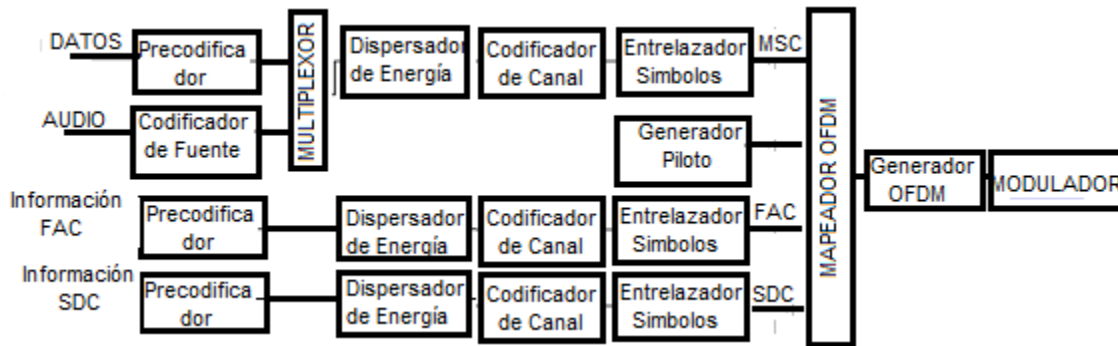 DATOS
Precodifica
dor
MULTIPLEXOR
Dispersador
de Energía
Codificador
de Canal
Entrelazador
Simbolos
MSC
AUDIO
Codificador
de Fuente
Generador
Piloto
MAPEADOR OFDM
Generador
OFDM
MODULADOR
Información
FAC
Precodifica
dor
Dispersador
de Energía
Codificador
de Canal
Entrelazador
Simbolos
FAC
Información
SDC
Precodifica
dor
Dispersador
de Energía
Codificador
de Canal
Entrelazador
Simbolos
SDC